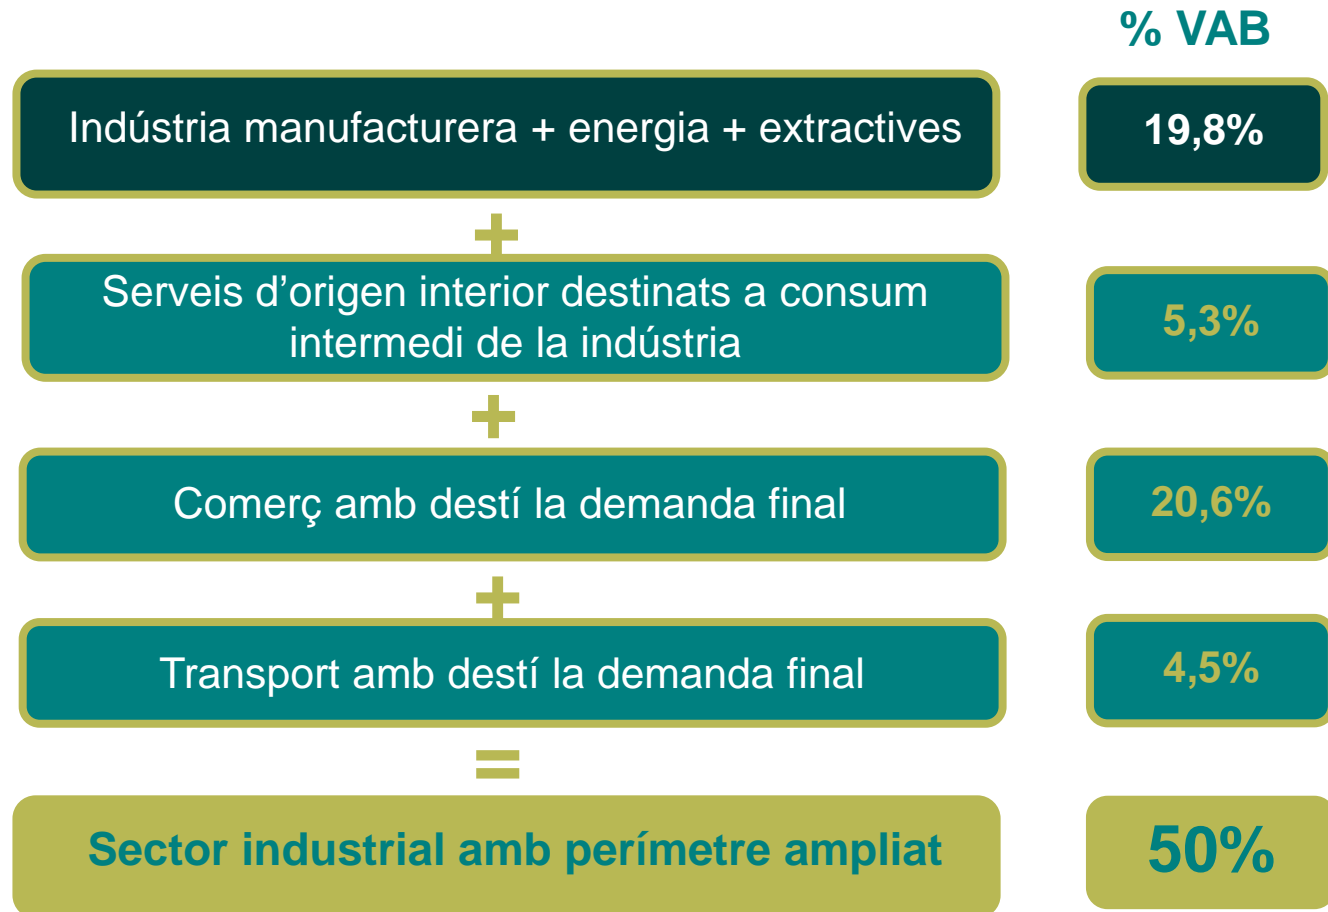 % VAB
Indústria manufacturera + energia + extractives
19,8%
+
Serveis d’origen interior destinats a consum
intermedi de la indústria
5,3%
+
Comerç amb destí la demanda final
20,6%
+
Transport amb destí la demanda final
4,5%
=
Sector industrial amb perímetre ampliat
50%